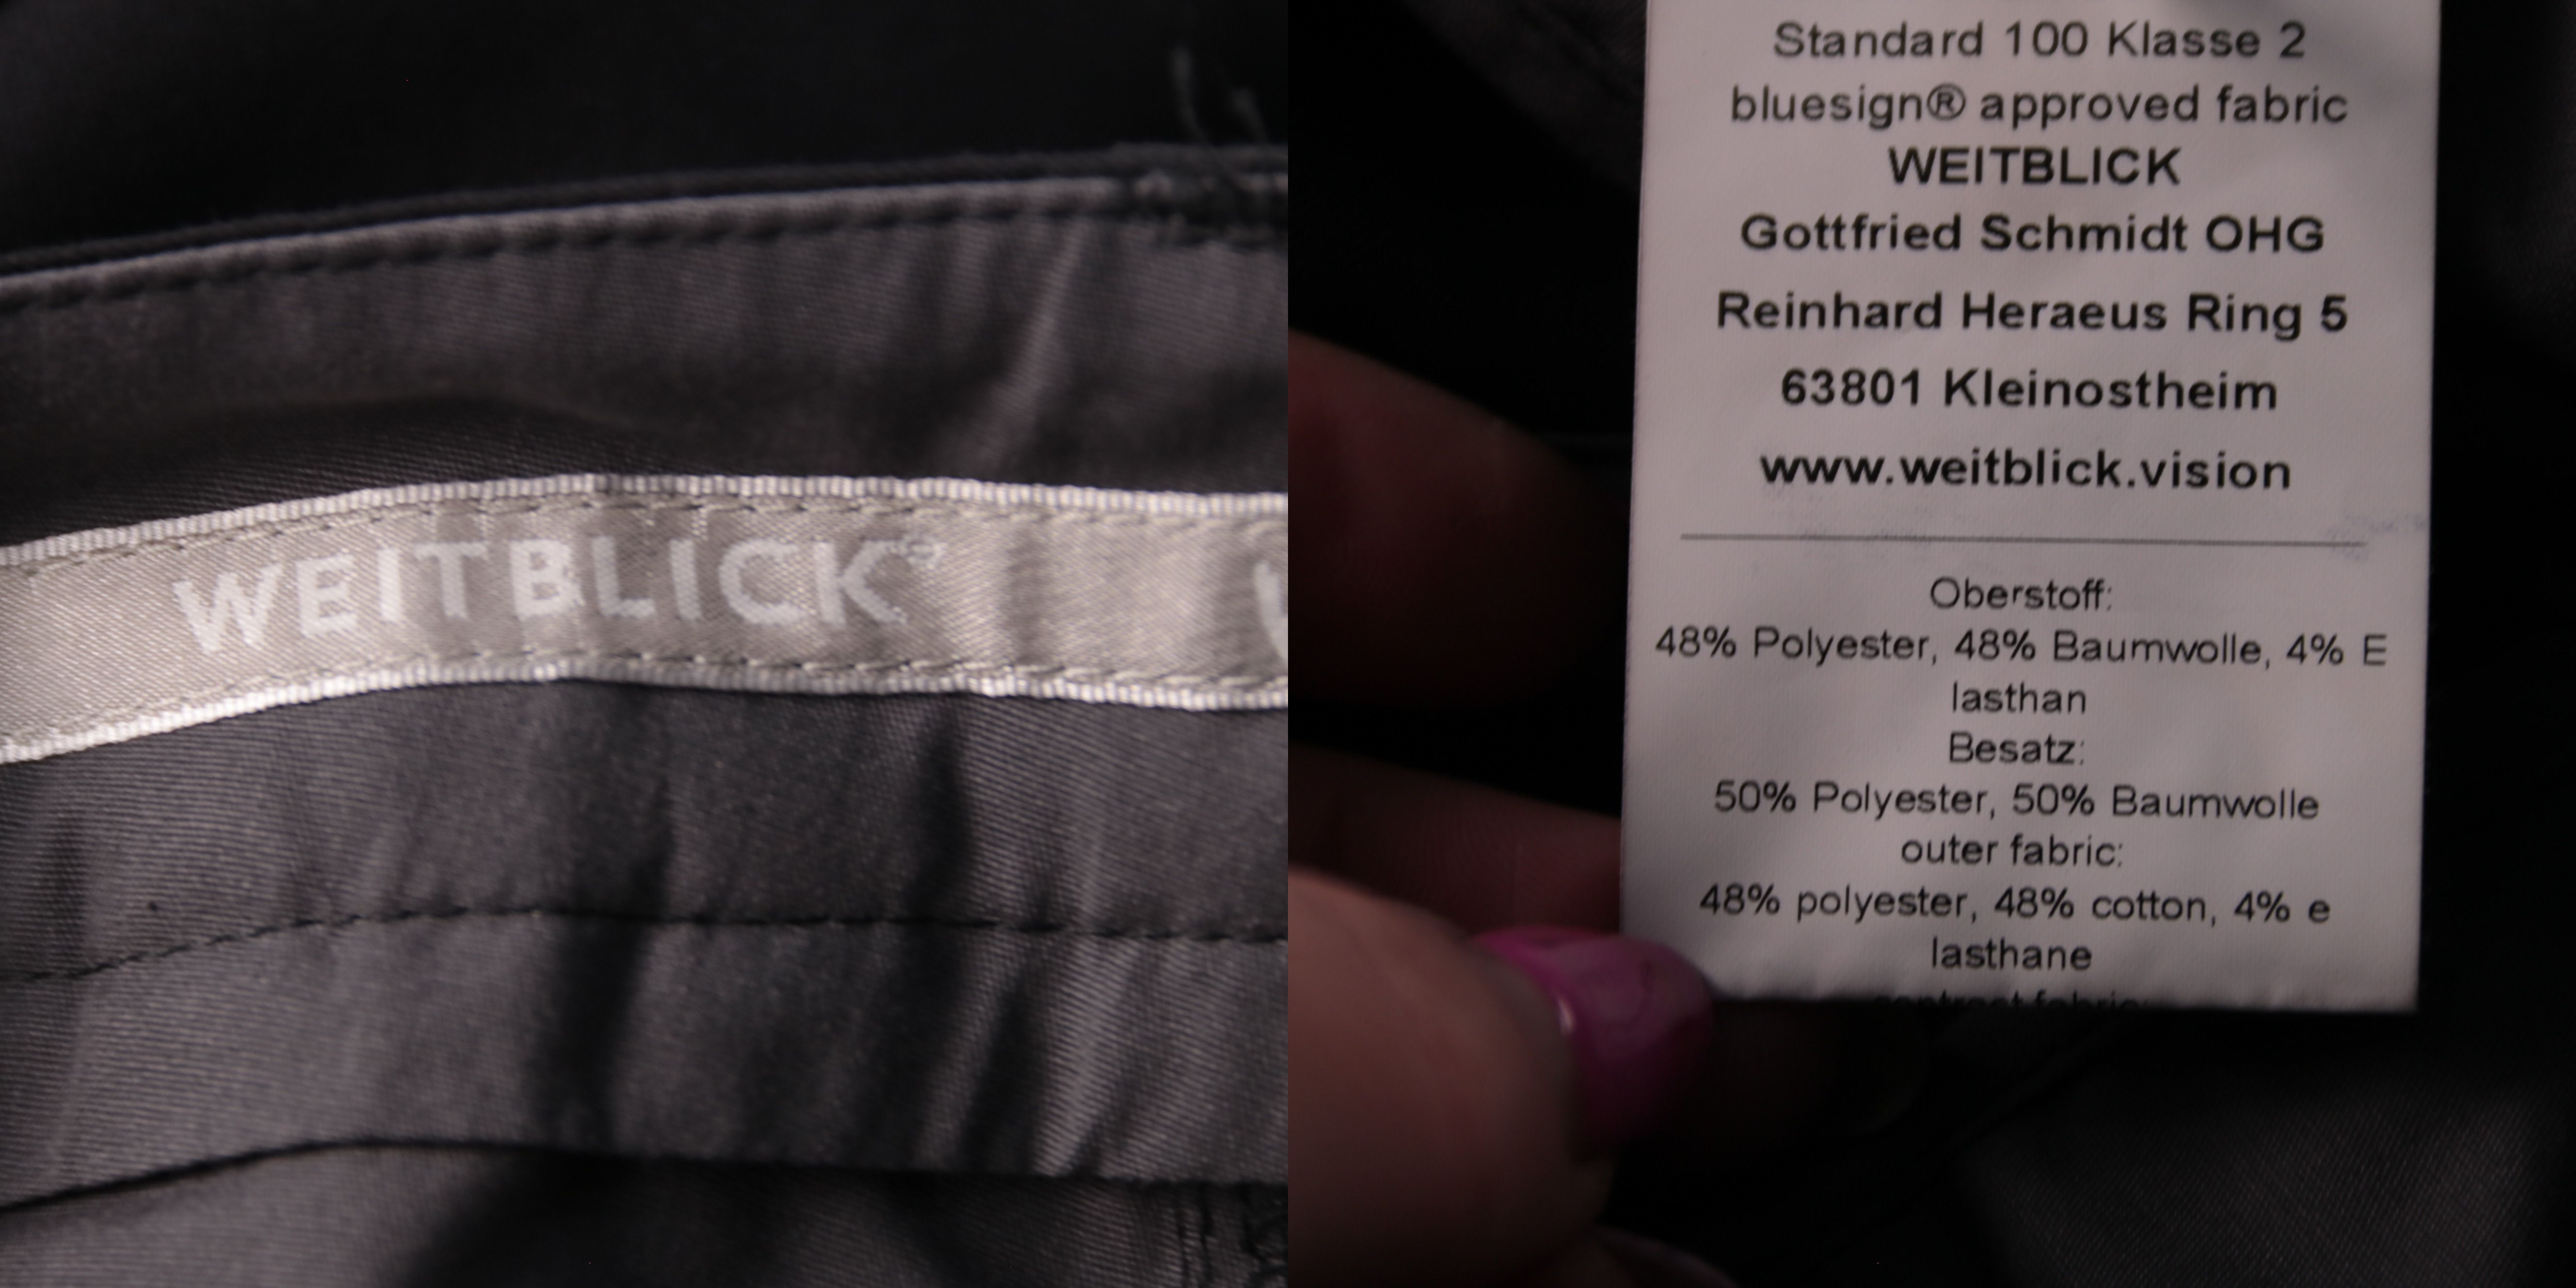 WEITBLICK®
Standard 100 Klasse 2
bluesign® approved fabric
WEITBLICK
Gottfried Schmidt OHG
Reinhard Heraeus Ring 5
63801 Kleinostheim
www.weitblick.vision
Oberstoff:
48% Polyester, 48% Baumwolle, 4% E
lasthan
Besatz:
50% Polyester, 50% Baumwolle
outer fabric:
48% polyester, 48% cotton, 4% e
lasthane
contrast fabric: